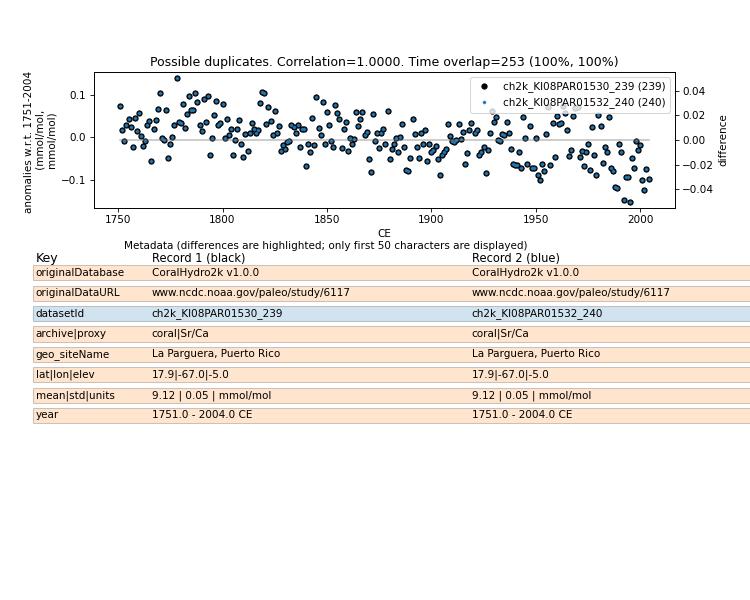 Possible duplicates. Correlation=1.0000. Time overlap=253 (100%, 100%)
anomalies w.r.t. 1751-2004
(mmol/mol,
mmol/mol)
0.1
0.0
−0.1
ch2k_KI08PAR01530_239 (239)
ch2k_KI08PAR01532_240 (240)
0.04
0.02
0.00
−0.02
−0.04
difference
1750 1800 1850 1900 1950 2000
CE
Metadata (differences are highlighted; only first 50 characters are displayed)
Key Record 1 (black) Record 2 (blue)
originalDatabase CoralHydro2k v1.0.0 CoralHydro2k v1.0.0
originalDataURL www.ncdc.noaa.gov/paleo/study/6117 www.ncdc.noaa.gov/paleo/study/6117
datasetId ch2k_KI08PAR01530_239 ch2k_KI08PAR01532_240
archive|proxy coral|Sr/Ca coral|Sr/Ca
geo_siteName La Parguera, Puerto Rico La Parguera, Puerto Rico
lat|lon|elev 17.9|-67.0|-5.0 17.9|-67.0|-5.0
mean|std|units 9.12 | 0.05 | mmol/mol 9.12 | 0.05 | mmol/mol
year 1751.0 - 2004.0 CE 1751.0 - 2004.0 CE